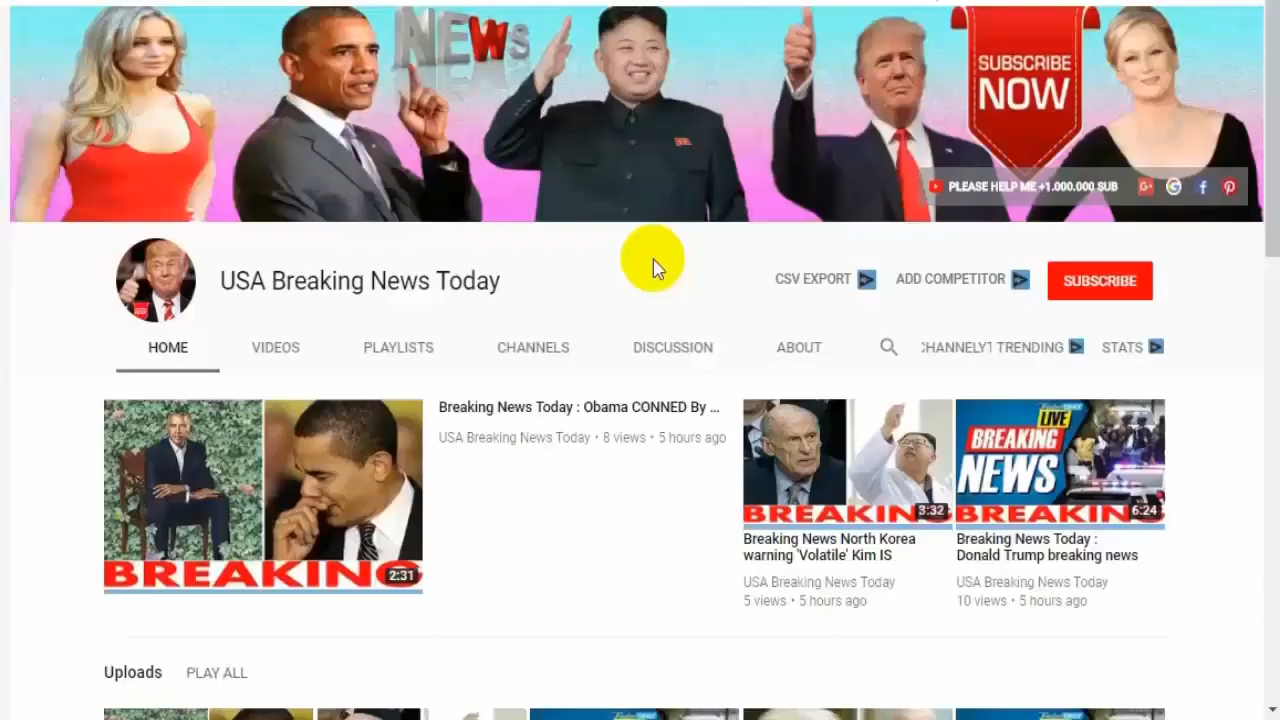 NEWS
SUBSCRIBE
NOW
PLEASE HELP ME +1.000.000 SUB
USA Breaking News Today
CSV EXPORT
ADD COMPETITOR
SUBSCRIBE
HOME
VIDEOS
PLAYLISTS
CHANNELS
DISCUSSION
ABOUT
CHANNELYT TRENDING
STATS
Breaking News Today : Obama CONNED By ...
USA Breaking News Today • 8 views • 5 hours ago
BREAKING
2:31
BREAKIN
3:32
Breaking News North Korea
warning 'Volatile' Kim IS
USA Breaking News Today
5 views • 5 hours ago
LIVE
BREAKING
NEWS
BREAKIN
6:24
Breaking News Today :
Donald Trump breaking news
USA Breaking News Today
10 views • 5 hours ago
Uploads
PLAY ALL